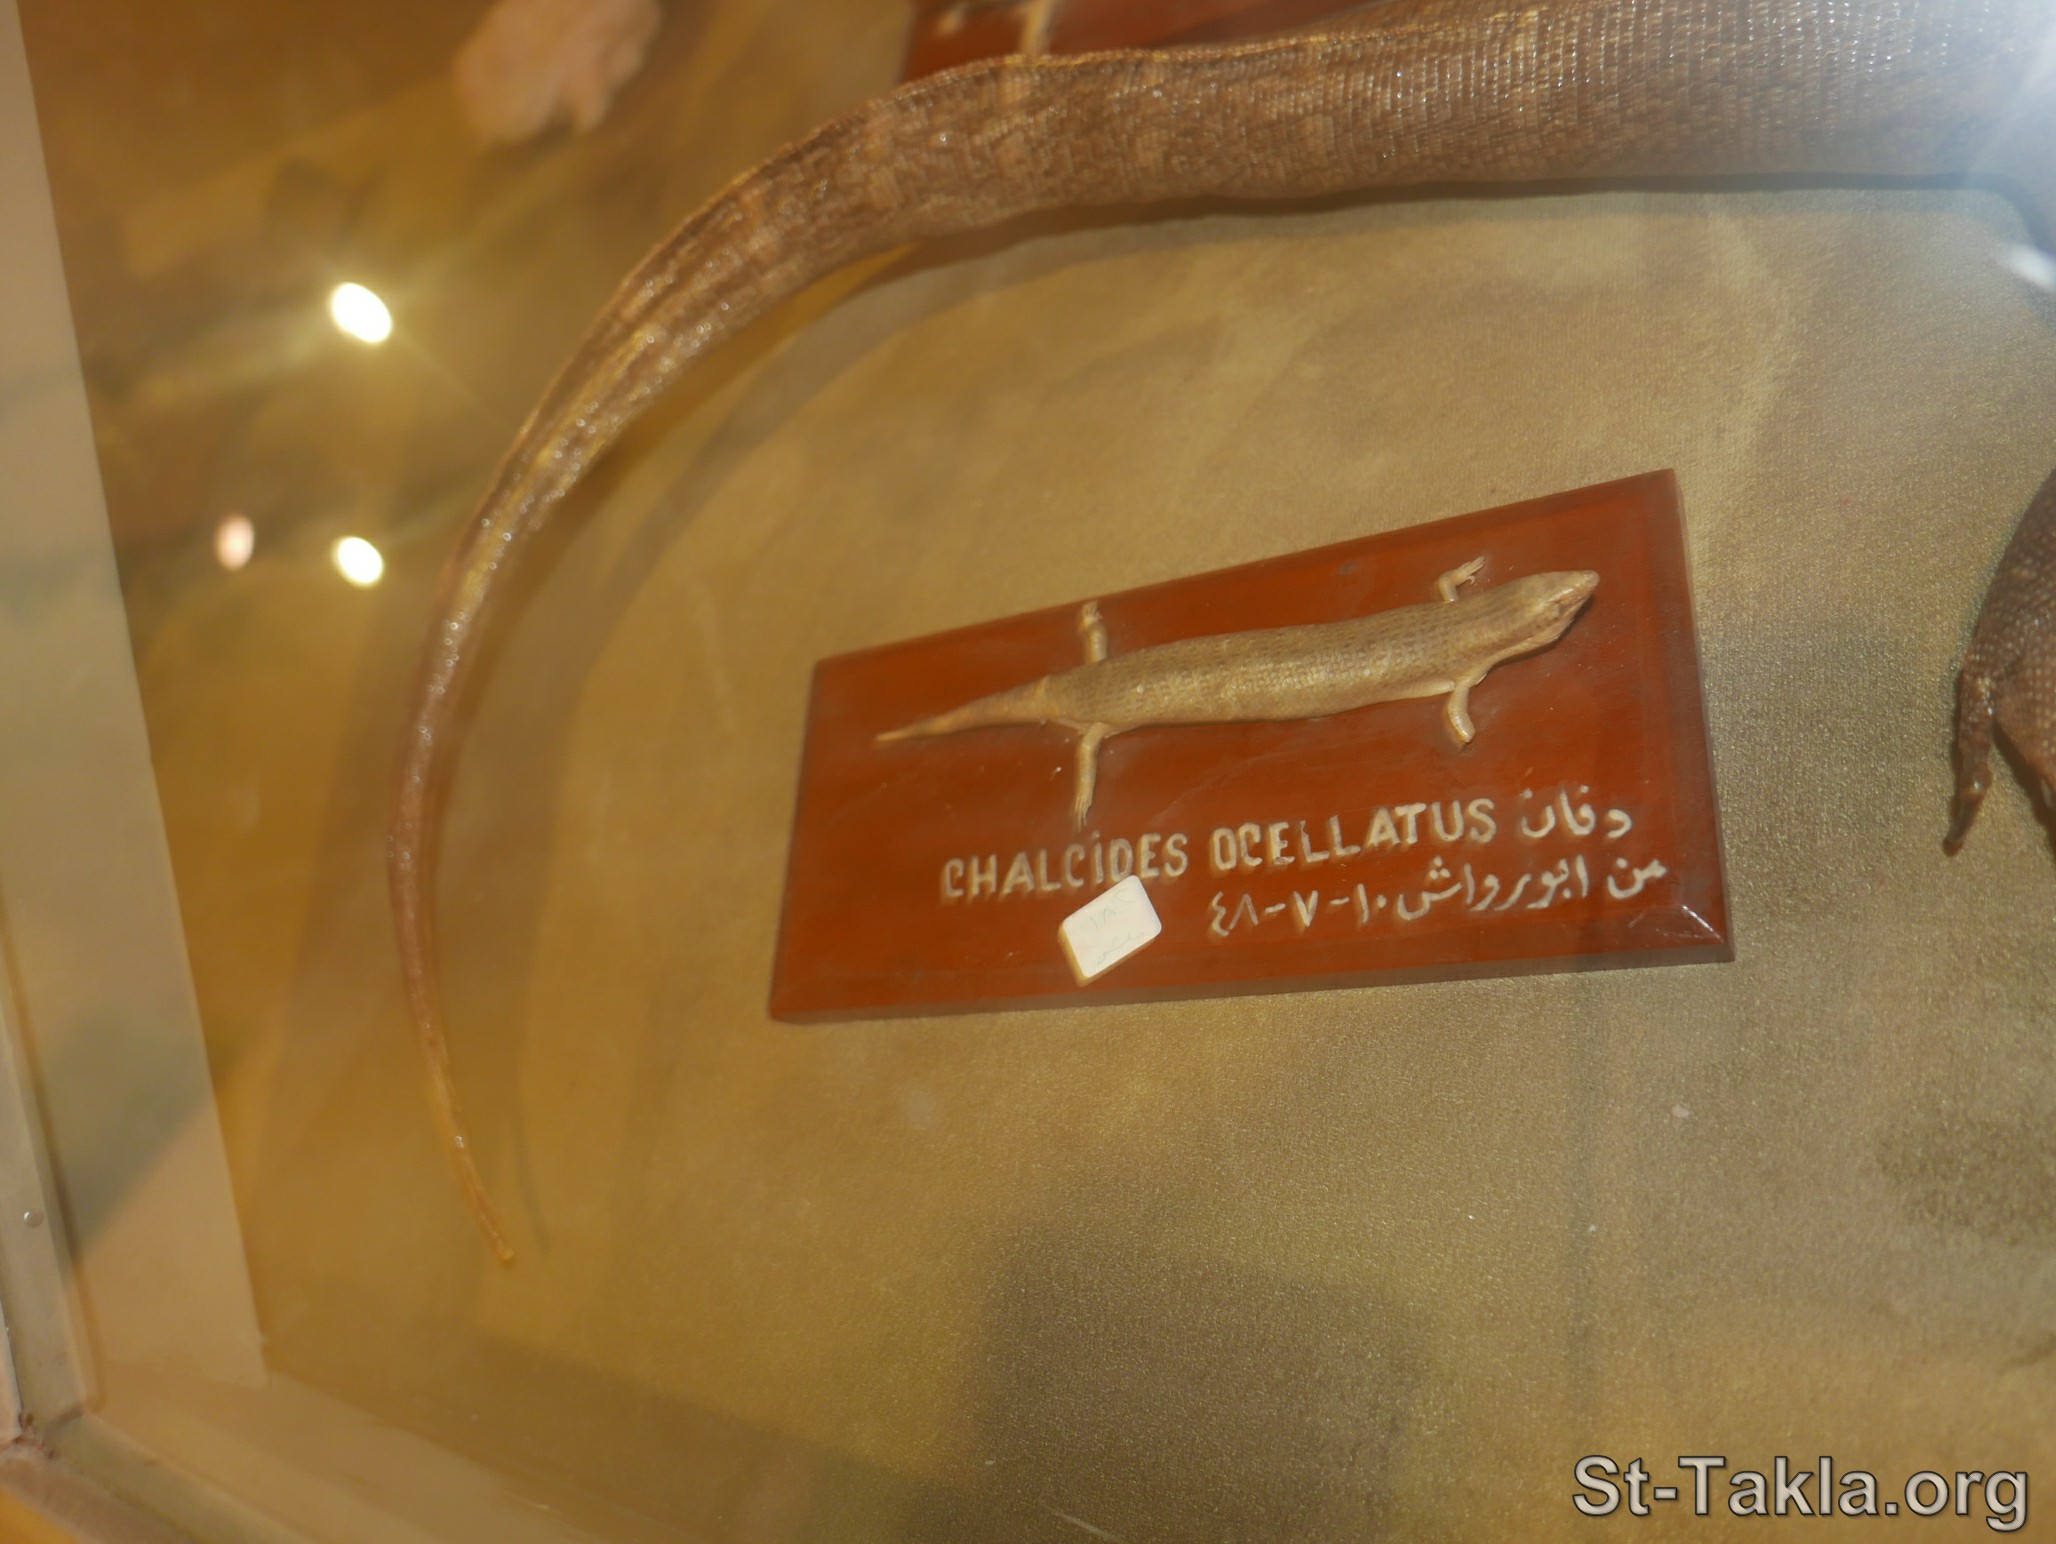 CHALCIDES OCELLATUS دفان
من ابورواش ١٠-٧-٤٨
St-Takla.org